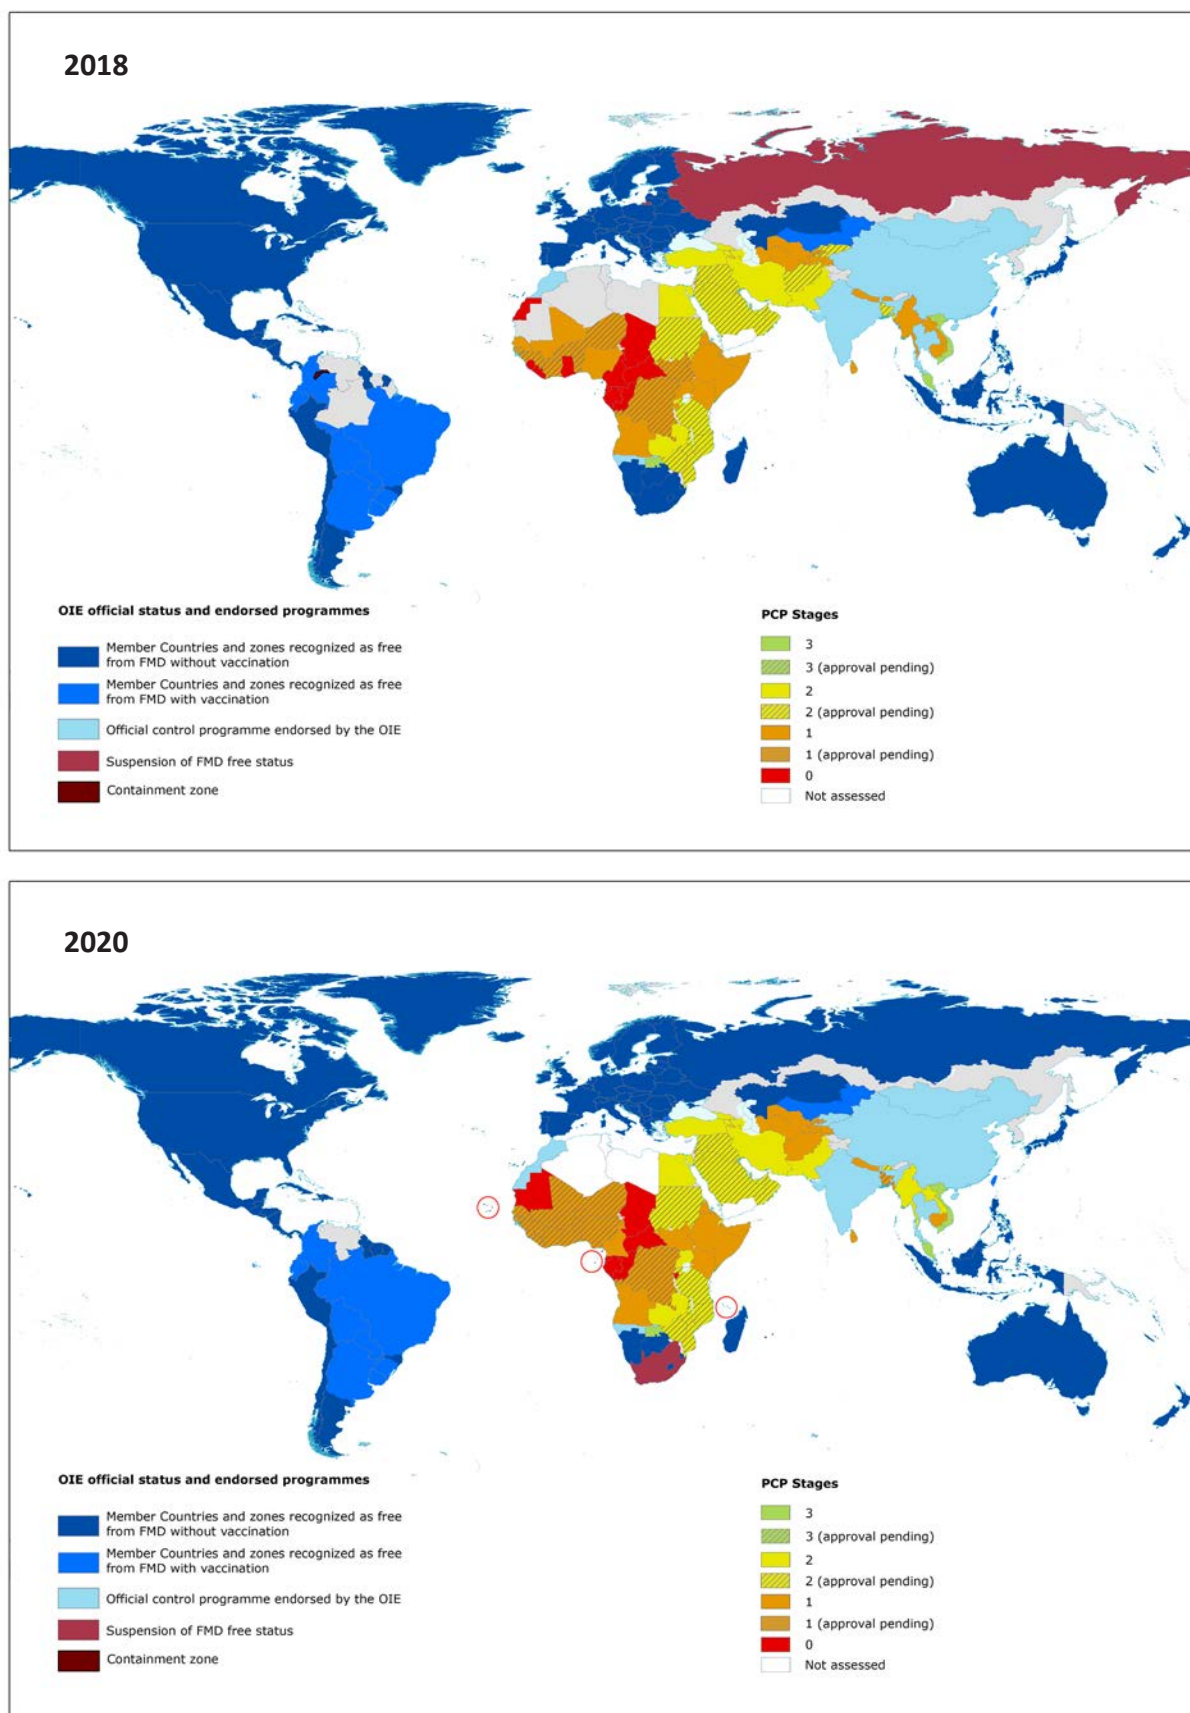 2018
OIE official status and endorsed programmes
Member Countries and zones recognized as free
from FMD without vaccination
Member Countries and zones recognized as free
from FMD with vaccination
Official control programme endorsed by the OIE
Suspension of FMD free status
Containment zone
PCP Stages
3
3 (approval pending)
2
2 (approval pending)
1
1 (approval pending)
0
Not assessed
2020
OIE official status and endorsed programmes
Member Countries and zones recognized as free
from FMD without vaccination
Member Countries and zones recognized as free
from FMD with vaccination
Official control programme endorsed by the OIE
Suspension of FMD free status
Containment zone
PCP Stages
3
3 (approval pending)
2
2 (approval pending)
1
1 (approval pending)
0
Not assessed